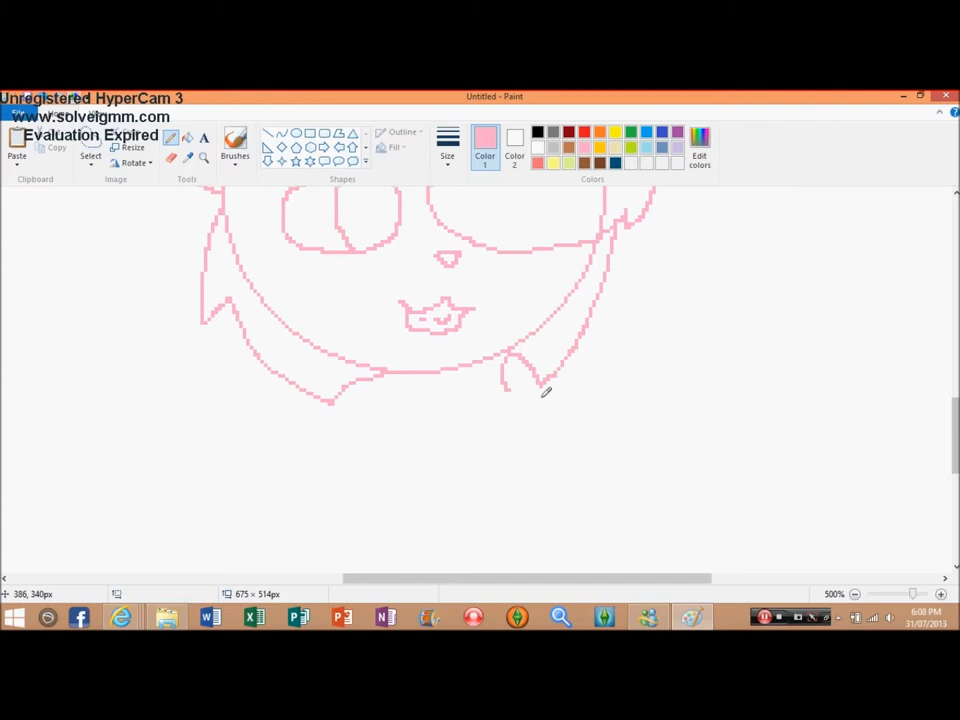 Unregistered HyperCam 3
www.solveigmm.com
Evaluation Expired
Untitled - Paint
File
Paste
Copy
Select
Resize
Rotate
Brushes
Outline
Fill
Size
Color 1
Color 2
Edit colors
Clipboard
Image
Tools
Shapes
Colors
386, 340px
675 × 514px
500%
6:08 PM
31/07/2013